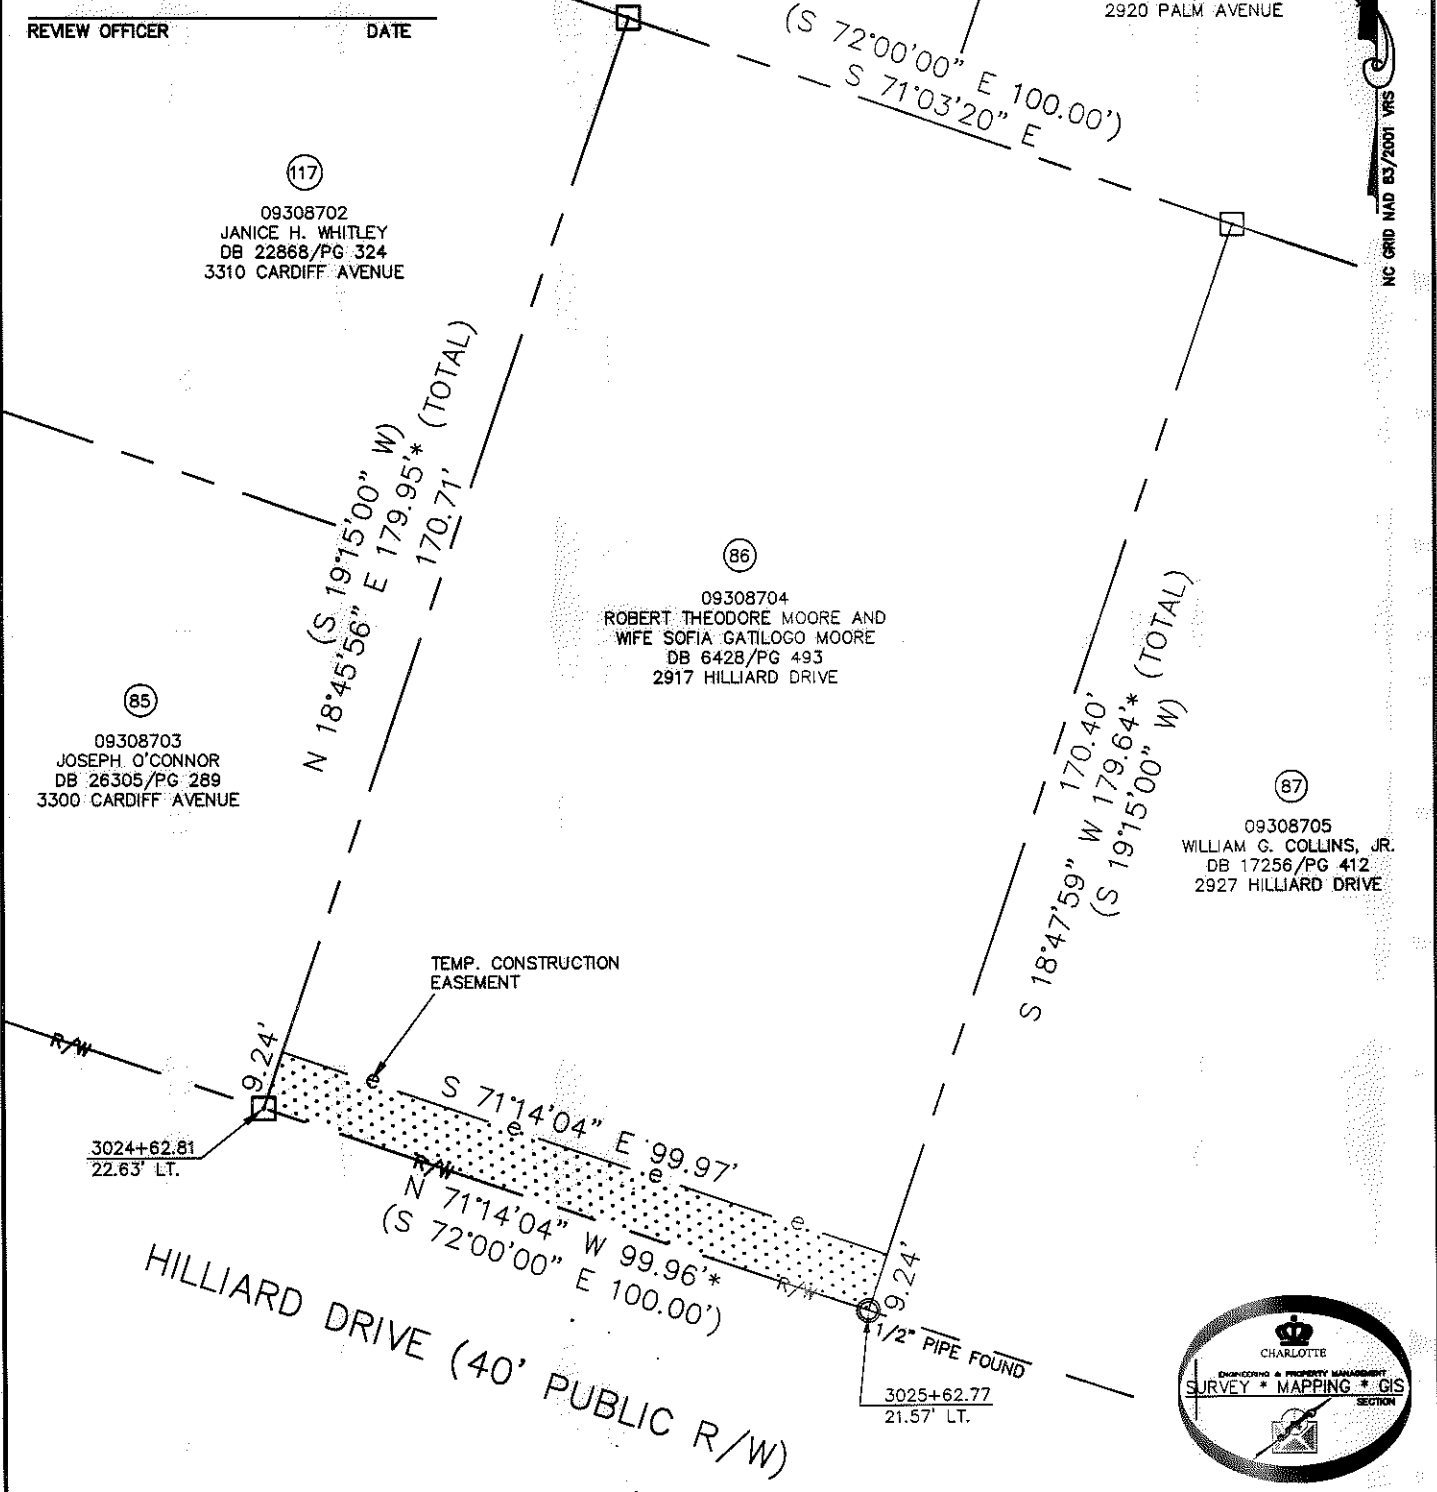 REVIEW OFFICER DATE
2920 PALM AVENUE
(S 72°00'00" E 100.00')
S 71°03'20" E
NC GRID NAD 83/2001 VRS
117
09308702
JANICE H. WHITLEY
DB 22868/PG 324
3310 CARDIFF AVENUE
(S 19°15'00" W)
N 18°45'56" E 179.95'* (TOTAL)
170.71'
86
09308704
ROBERT THEODORE MOORE AND
WIFE SOFIA GATILOGO MOORE
DB 6428/PG 493
2917 HILLIARD DRIVE
85
09308703
JOSEPH O'CONNOR
DB 26305/PG 289
3300 CARDIFF AVENUE
170.40'
S 18°47'59" W 179.64'* (TOTAL)
(S 19°15'00" W)
87
09308705
WILLIAM G. COLLINS, JR.
DB 17256/PG 412
2927 HILLIARD DRIVE
TEMP. CONSTRUCTION
EASEMENT
R/W
9.24'
e
S 71°14'04" E 99.97'
e
e
e
3024+62.81
22.63' LT.
R/W
N 71°14'04" W 99.96'*
(S 72°00'00" E 100.00')
R/W
9.24'
1/2" PIPE FOUND
3025+62.77
21.57' LT.
HILLIARD DRIVE (40' PUBLIC R/W)
CHARLOTTE
ENGINEERING & PROPERTY MANAGEMENT
SURVEY * MAPPING * GIS
SECTION